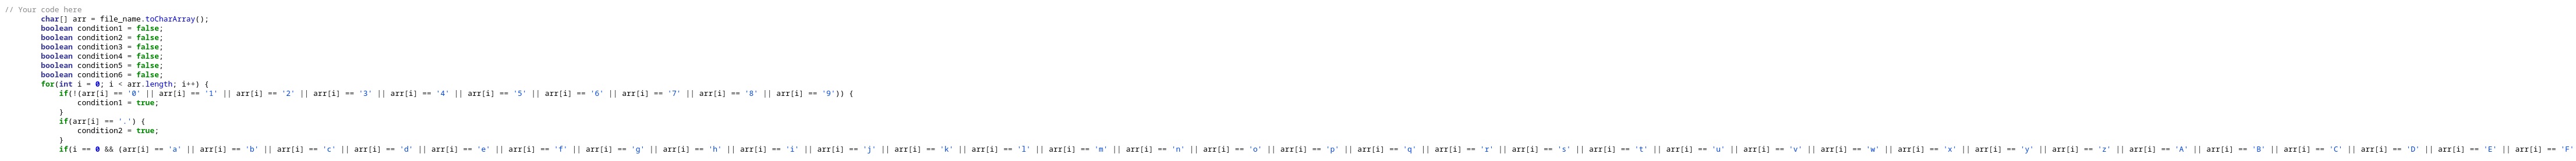 // Your code here
char[] arr = file_name.toCharArray();
boolean condition1 = false;
boolean condition2 = false;
boolean condition3 = false;
boolean condition4 = false;
boolean condition5 = false;
boolean condition6 = false;
for(int i = 0; i < arr.length; i++) {
if(!(arr[i] == '0' || arr[i] == '1' || arr[i] == '2' || arr[i] == '3' || arr[i] == '4' || arr[i] == '5' || arr[i] == '6' || arr[i] == '7' || arr[i] == '8' || arr[i] == '9')) {
condition1 = true;
}
if(arr[i] == '.') {
condition2 = true;
}
if(i == 0 && (arr[i] == 'a' || arr[i] == 'b' || arr[i] == 'c' || arr[i] == 'd' || arr[i] == 'e' || arr[i] == 'f' || arr[i] == 'g' || arr[i] == 'h' || arr[i] == 'i' || arr[i] == 'j' || arr[i] == 'k' || arr[i] == 'l' || arr[i] == 'm' || arr[i] == 'n' || arr[i] == 'o' || arr[i] == 'p' || arr[i] == 'q' || arr[i] == 'r' || arr[i] == 's' || arr[i] == 't' || arr[i] == 'u' || arr[i] == 'v' || arr[i] == 'w' || arr[i] == 'x' || arr[i] == 'y' || arr[i] == 'z' || arr[i] == 'A' || arr[i] == 'B' || arr[i] == 'C' || arr[i] == 'D' || arr[i] == 'E' || arr[i] == 'F'